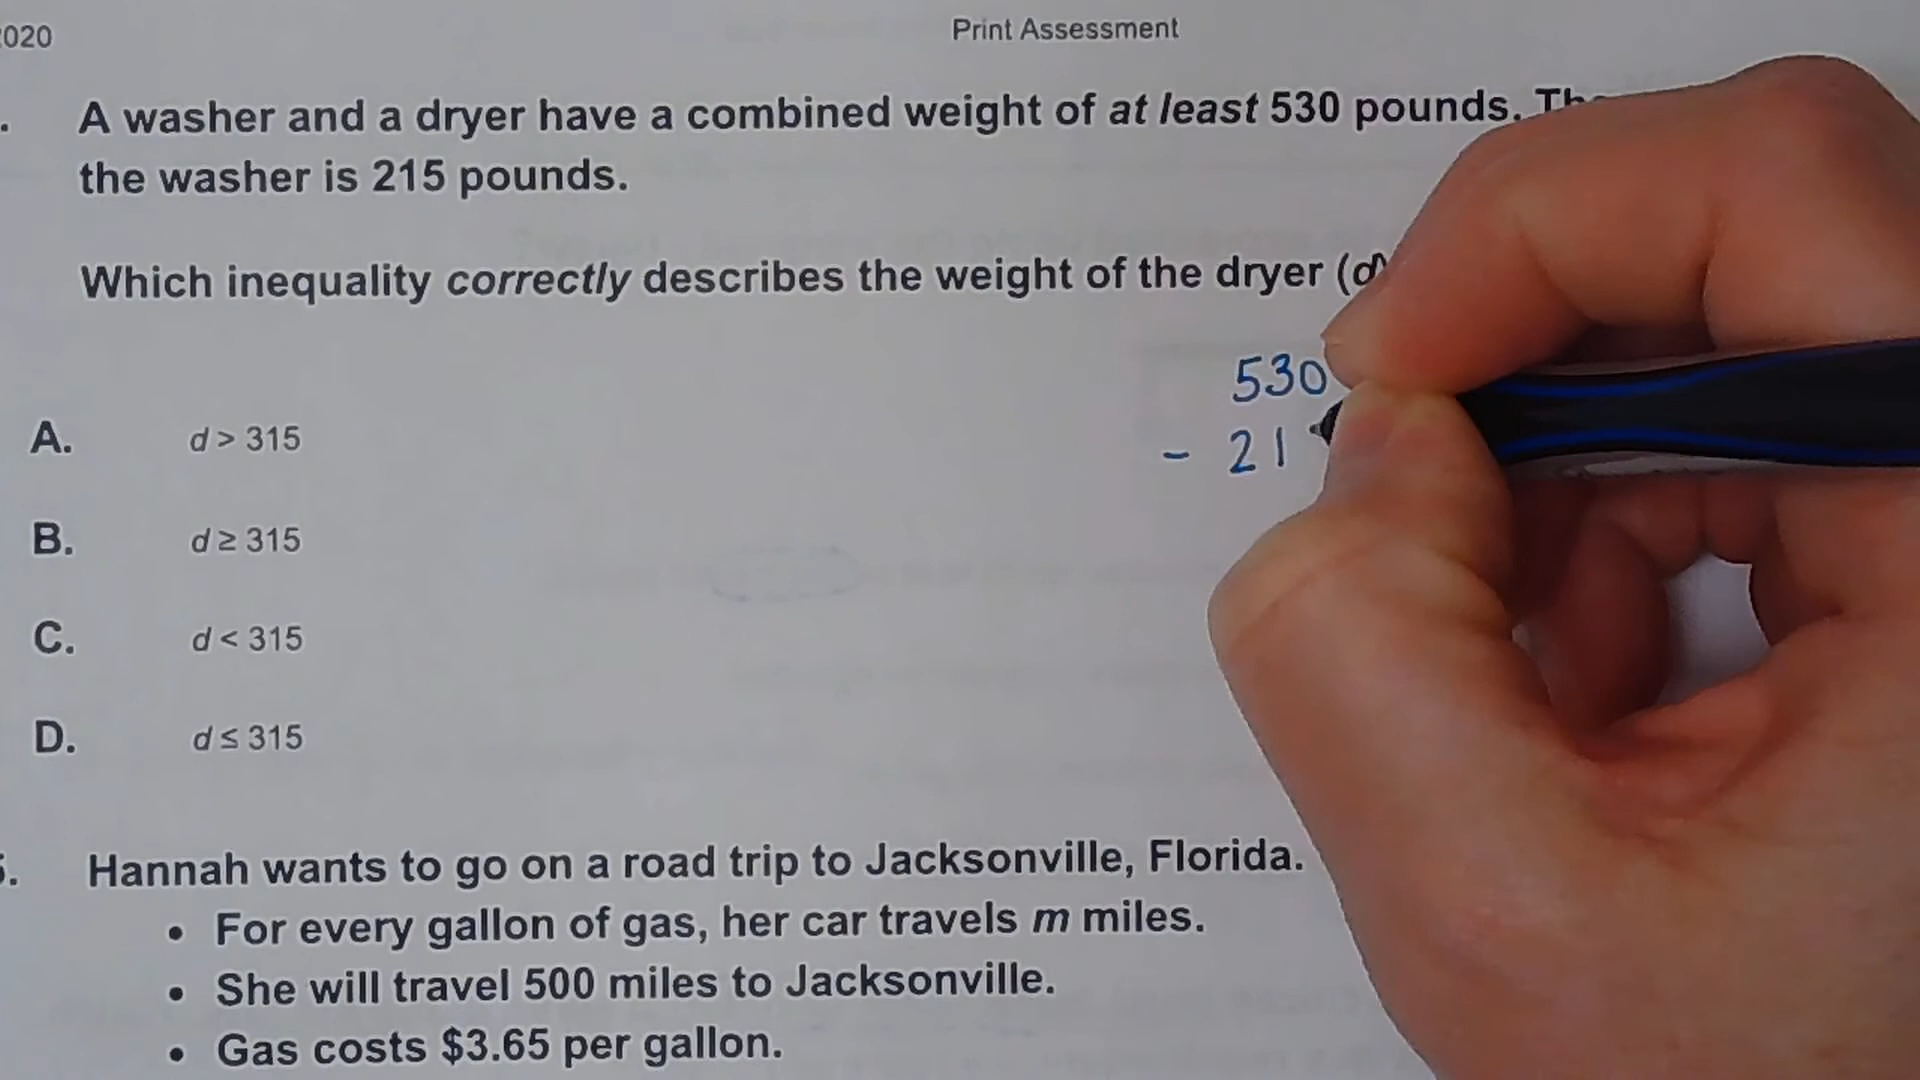 020
Print Assessment
A washer and a dryer have a combined weight of at least 530 pounds.
the washer is 215 pounds.
Which inequality correctly describes the weight of the dryer (d)
530
- 21
A. d > 315
B. d ≥ 315
C. d < 315
D. d ≤ 315
Hannah wants to go on a road trip to Jacksonville, Florida.
• For every gallon of gas, her car travels m miles.
• She will travel 500 miles to Jacksonville.
• Gas costs $3.65 per gallon.